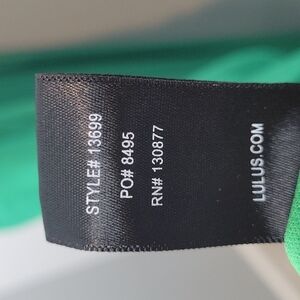 STYLE# 13699
PO# 8495
RN# 130877
LULUS.COM